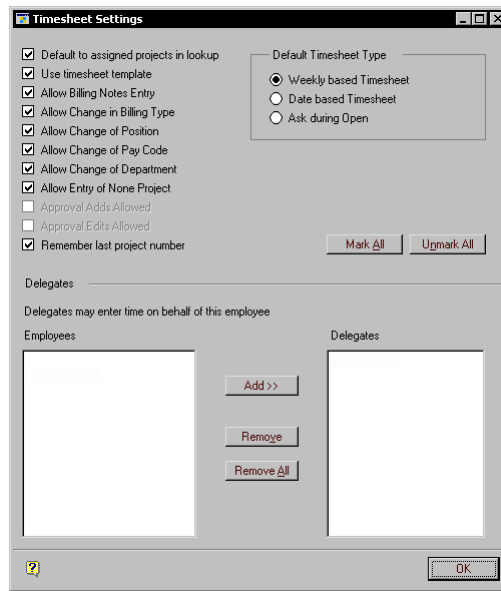 Timesheet Settings
Default to assigned projects in lookup
Use timesheet template
Allow Billing Notes Entry
Allow Change in Billing Type
Allow Change of Position
Allow Change of Pay Code
Allow Change of Department
Allow Entry of None Project
Approval Adds Allowed
Approval Edits Allowed
Remember last project number
Default Timesheet Type
Weekly based Timesheet
Date based Timesheet
Ask during Open
Mark All
Unmark All
Delegates
Delegates may enter time on behalf of this employee
Employees
Delegates
Add >>
Remove
Remove All
OK